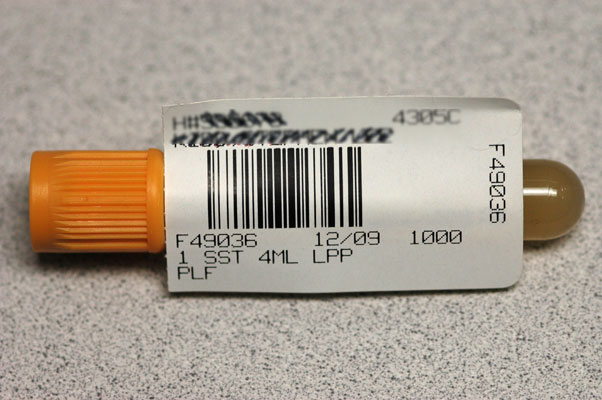 H# 4305C
F49036 12/09 1000
1 SST 4ML LPP
PLF
F49036